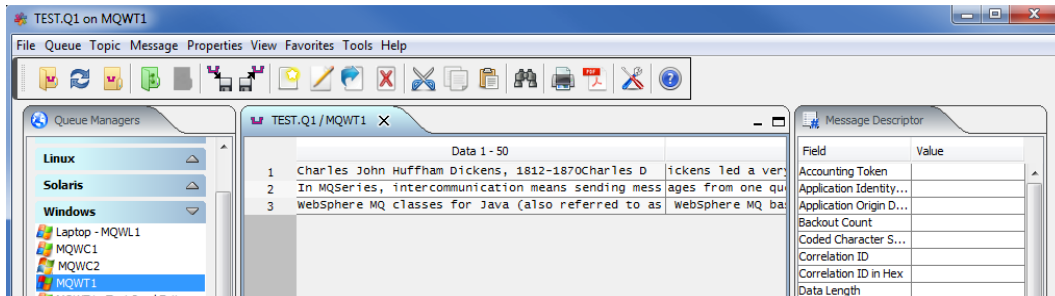 TEST.Q1 on MQWT1
File Queue Topic Message Properties View Favorites Tools Help
PDF
Queue Managers
Linux
Solaris
Windows
Laptop - MQWL1
MQWC1
MQWC2
MQWT1
TEST.Q1/MQWT1
Data 1 - 50
1 Charles John Huffham Dickens, 1812-1870Charles D ickens led a very
2 In MQSeries, intercommunication means sending mess ages from one qu
3 WebSphere MQ classes for Java (also referred to as WebSphere MQ ba
Message Descriptor
Field Value
Accounting Token
Application Identity...
Application Origin D...
Backout Count
Coded Character S...
Correlation ID
Correlation ID in Hex
Data Length